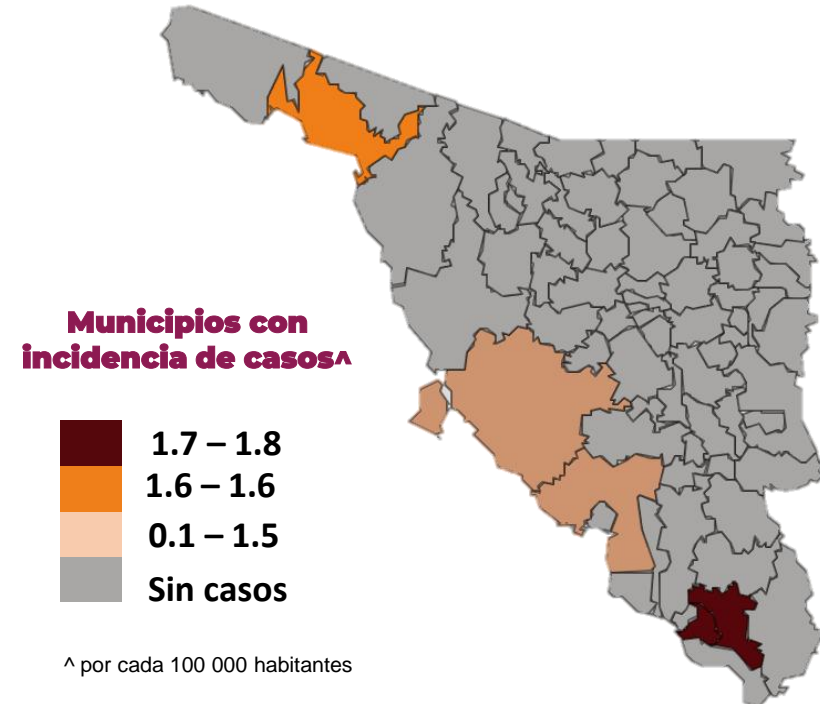 Municipios con
incidencia de casos^
1.7 – 1.8
1.6 – 1.6
0.1 – 1.5
Sin casos
^ por cada 100 000 habitantes